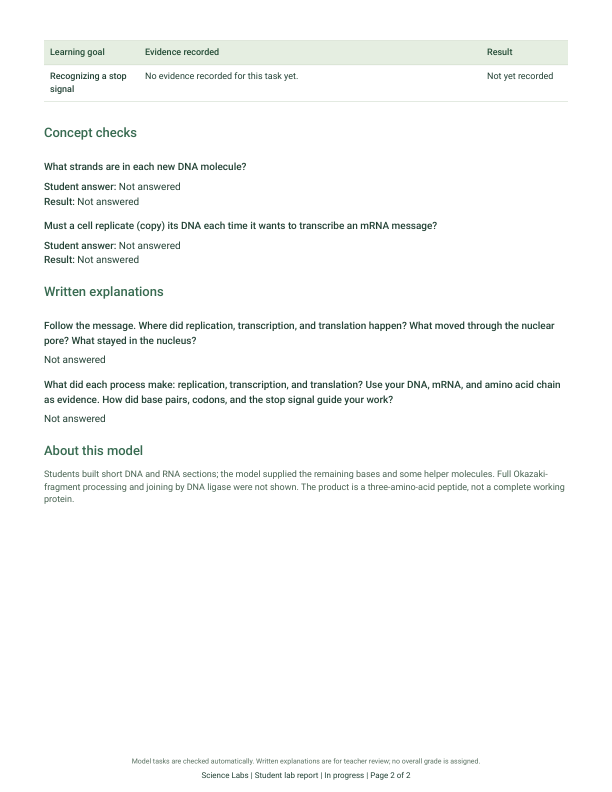 Learning goal Evidence recorded Result
Recognizing a stop No evidence recorded for this task yet. Not yet recorded
signal
Concept checks
What strands are in each new DNA molecule?
Student answer: Not answered
Result: Not answered
Must a cell replicate (copy) its DNA each time it wants to transcribe an mRNA message?
Student answer: Not answered
Result: Not answered
Written explanations
Follow the message. Where did replication, transcription, and translation happen? What moved through the nuclear
pore? What stayed in the nucleus?
Not answered
What did each process make: replication, transcription, and translation? Use your DNA, mRNA, and amino acid chain
as evidence. How did base pairs, codons, and the stop signal guide your work?
Not answered
About this model
Students built short DNA and RNA sections; the model supplied the remaining bases and some helper molecules. Full Okazaki-
fragment processing and joining by DNA ligase were not shown. The product is a three-amino-acid peptide, not a complete working
protein.
Model tasks are checked automatically. Written explanations are for teacher review; no overall grade is assigned.
Science Labs | Student lab report | In progress | Page 2 of 2